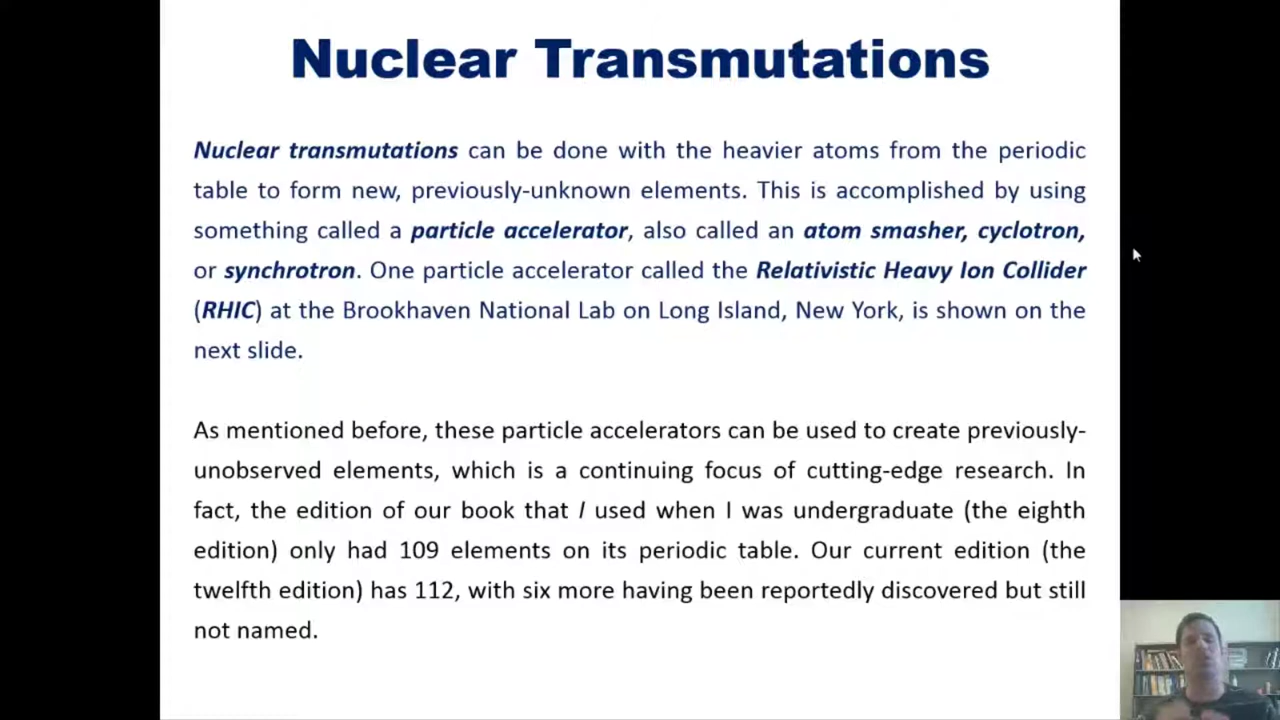 Nuclear Transmutations
Nuclear transmutations can be done with the heavier atoms from the periodic
table to form new, previously-unknown elements. This is accomplished by using
something called a particle accelerator, also called an atom smasher, cyclotron,
or synchrotron. One particle accelerator called the Relativistic Heavy Ion Collider
(RHIC) at the Brookhaven National Lab on Long Island, New York, is shown on the
next slide.
As mentioned before, these particle accelerators can be used to create previously-
unobserved elements, which is a continuing focus of cutting-edge research. In
fact, the edition of our book that I used when I was undergraduate (the eighth
edition) only had 109 elements on its periodic table. Our current edition (the
twelfth edition) has 112, with six more having been reportedly discovered but still
not named.